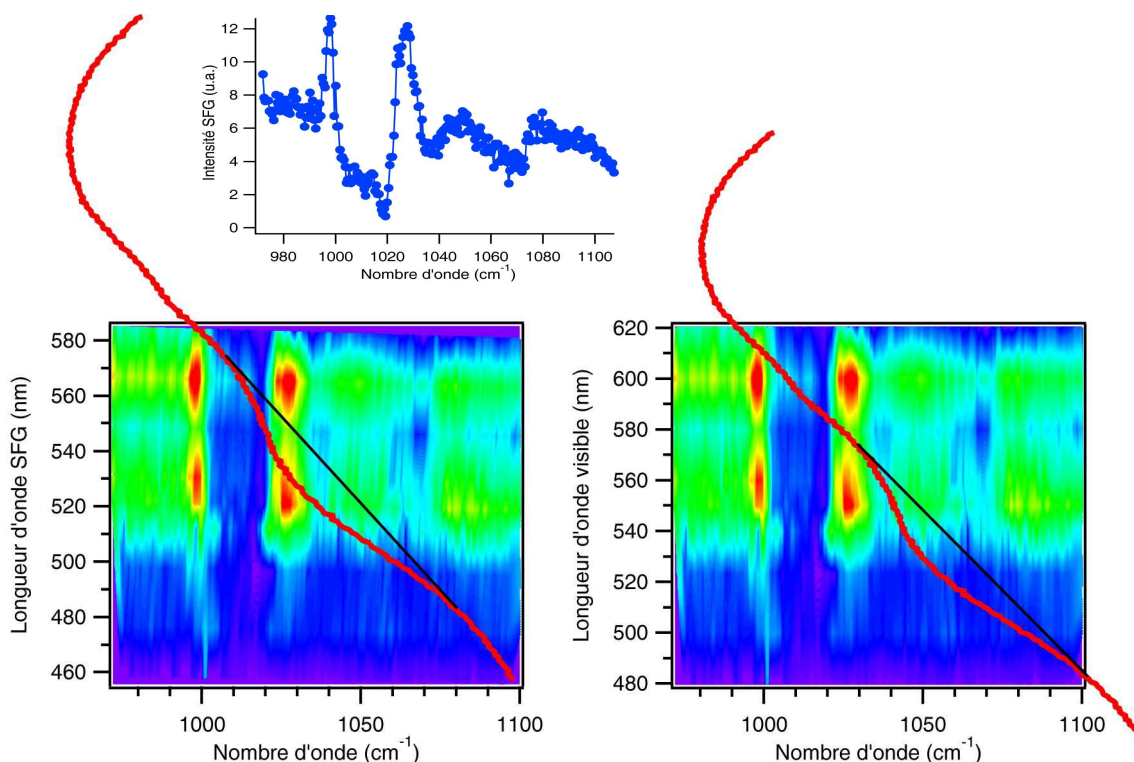 12
10
8
6
4
2
0
Intensité SFG (u.a.)
980 1000 1020 1040 1060 1080 1100
Nombre d'onde (cm⁻¹)
580
560
540
520
500
480
460
Longueur d'onde SFG (nm)
1000 1050 1100
Nombre d'onde (cm⁻¹)
620
600
580
560
540
520
500
480
Longueur d'onde visible (nm)
1000 1050 1100
Nombre d'onde (cm⁻¹)